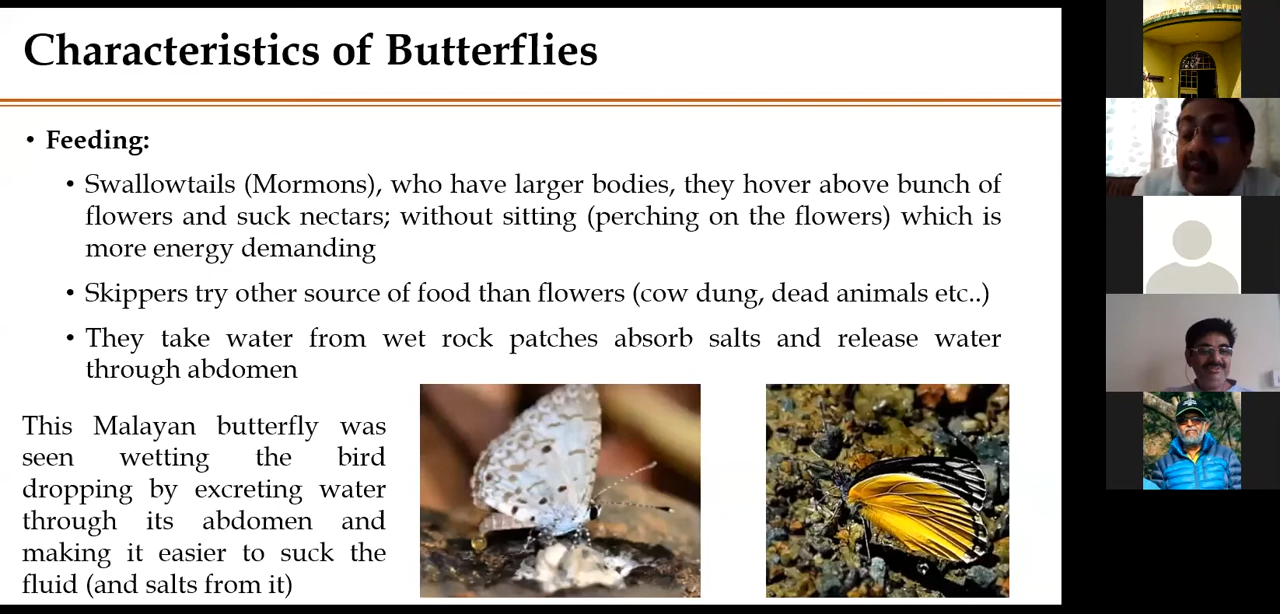 Characteristics of Butterflies
• Feeding:
• Swallowtails (Mormons), who have larger bodies, they hover above bunch of
flowers and suck nectars; without sitting (perching on the flowers) which is
more energy demanding
• Skippers try other source of food than flowers (cow dung, dead animals etc..)
• They take water from wet rock patches absorb salts and release water
through abdomen
This Malayan butterfly was
seen wetting the bird
dropping by excreting water
through its abdomen and
making it easier to suck the
fluid (and salts from it)